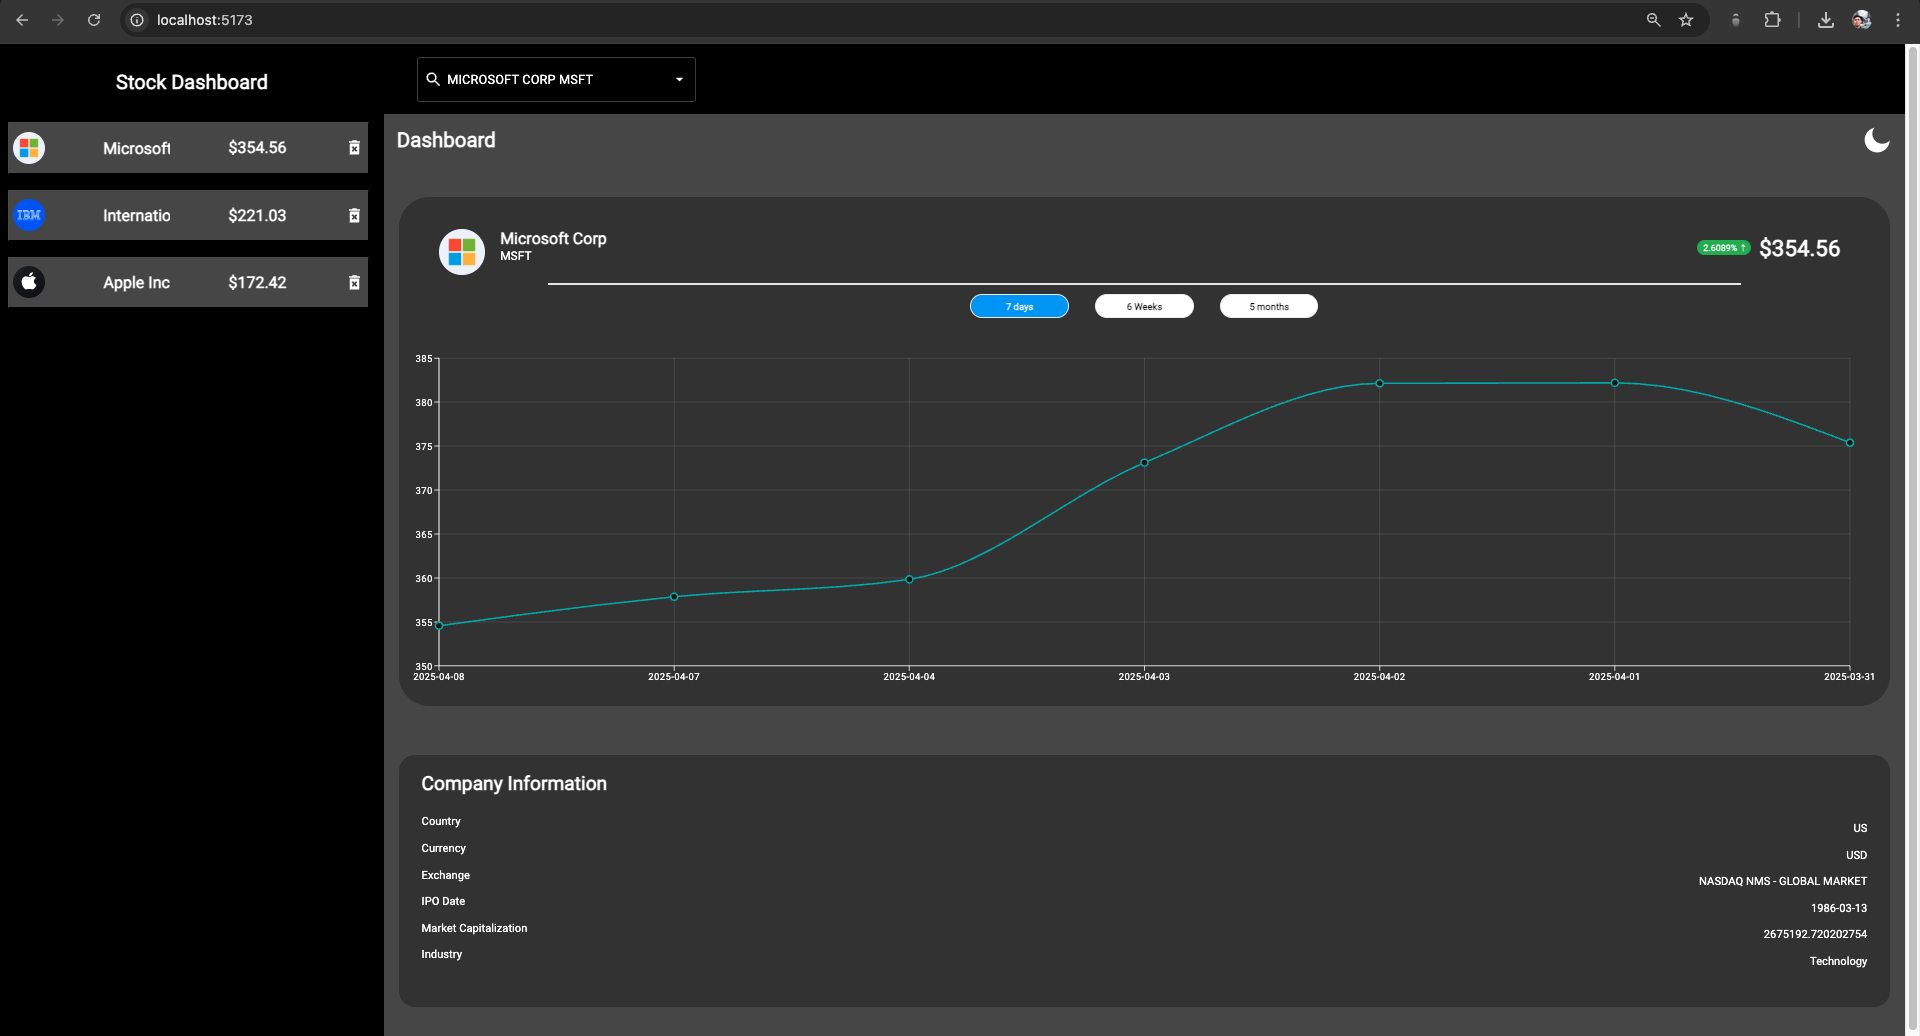 localhost:5173
Stock Dashboard
MICROSOFT CORP MSFT
Microsoft $354.56
IBM Internatio $221.03
Apple Inc $172.42
Dashboard
Microsoft Corp
MSFT
2.6089% ↑ $354.56
7 days 6 Weeks 5 months
385
380
375
370
365
360
355
350
2025-04-08 2025-04-07 2025-04-04 2025-04-03 2025-04-02 2025-04-01 2025-03-31
Company Information
Country US
Currency USD
Exchange NASDAQ NMS - GLOBAL MARKET
IPO Date 1986-03-13
Market Capitalization 2675192.720202754
Industry Technology